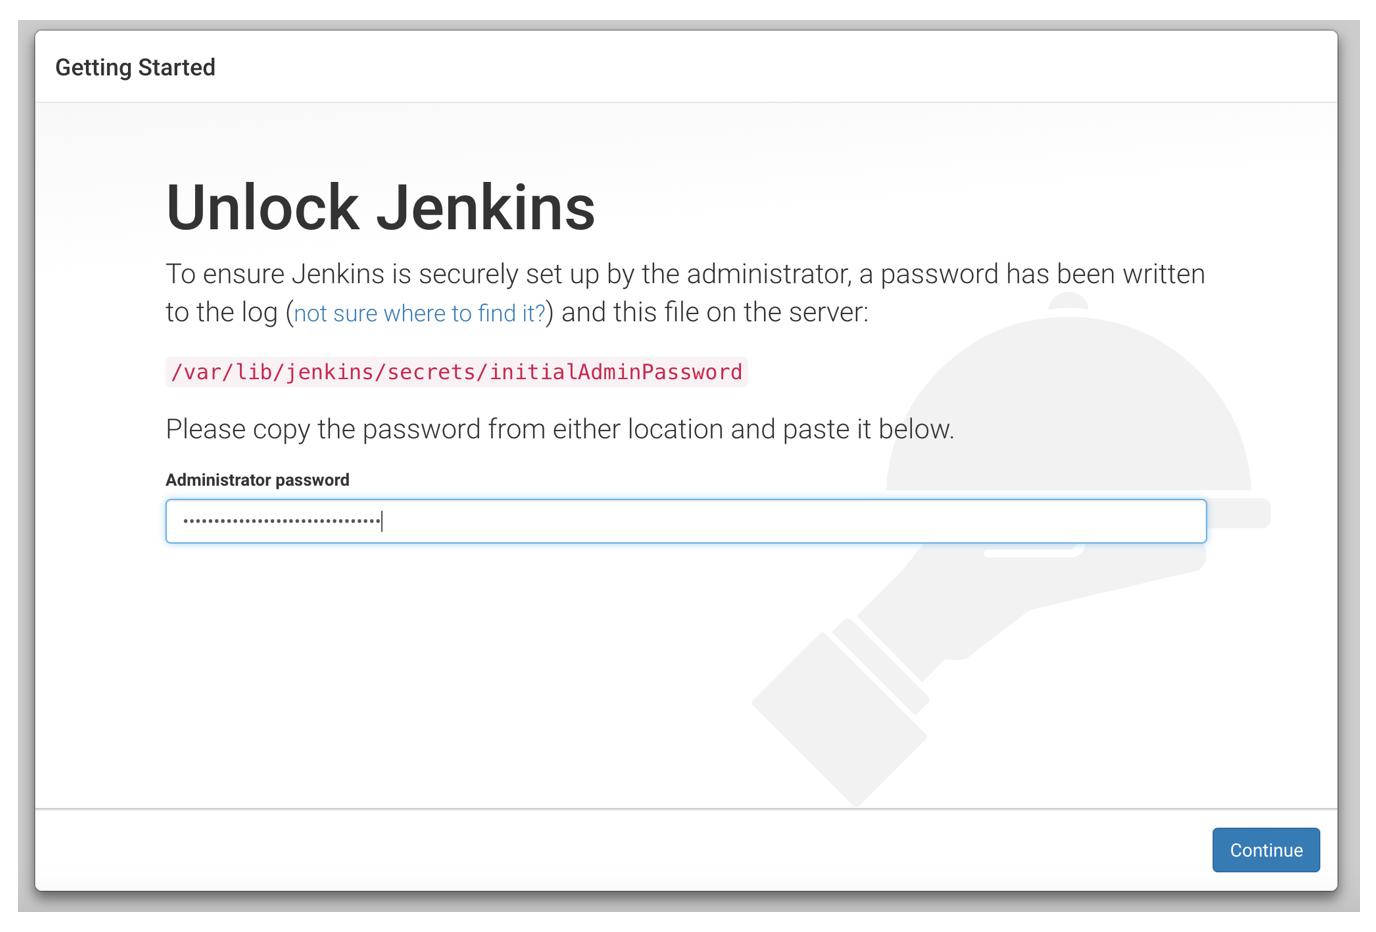 Getting Started
Unlock Jenkins
To ensure Jenkins is securely set up by the administrator, a password has been written
to the log (not sure where to find it?) and this file on the server:
/var/lib/jenkins/secrets/initialAdminPassword
Please copy the password from either location and paste it below.
Administrator password
••••••••••••••••••••••••••••••••
Continue